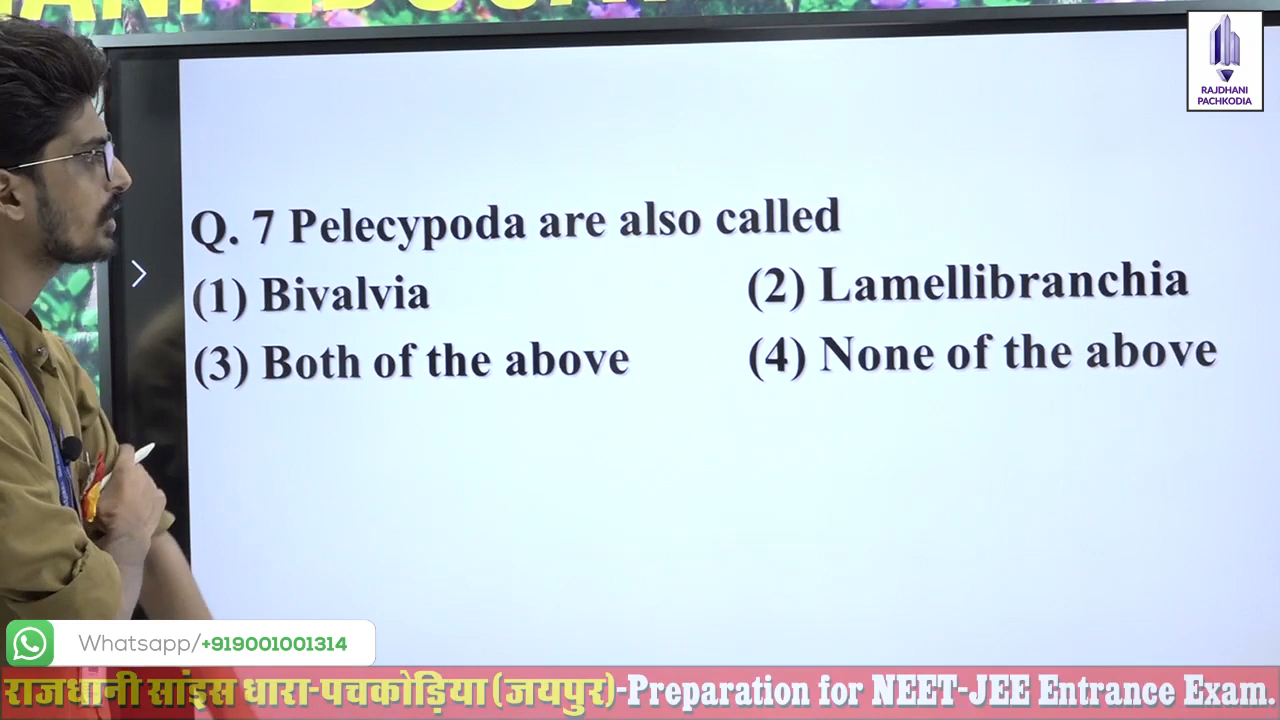 RAJDHANI
PACHKODIA
Q. 7 Pelecypoda are also called
(1) Bivalvia
(2) Lamellibranchia
(3) Both of the above
(4) None of the above
Whatsapp/+919001001314
राजधानी सांइस धारा-पचकोड़िया (जयपुर)-Preparation for NEET-JEE Entrance Exam.